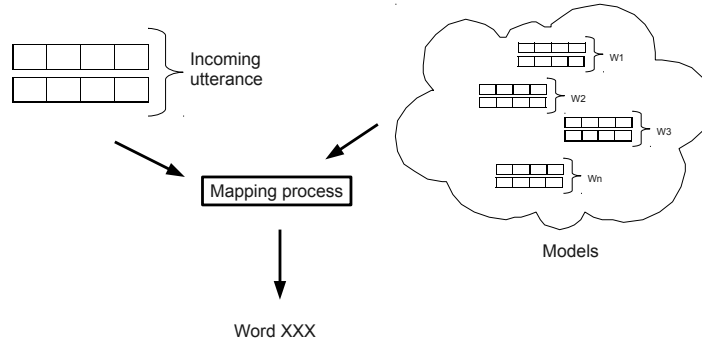 Incoming
utterance
W1
W2
W3
Wn
Mapping process
Models
Word XXX